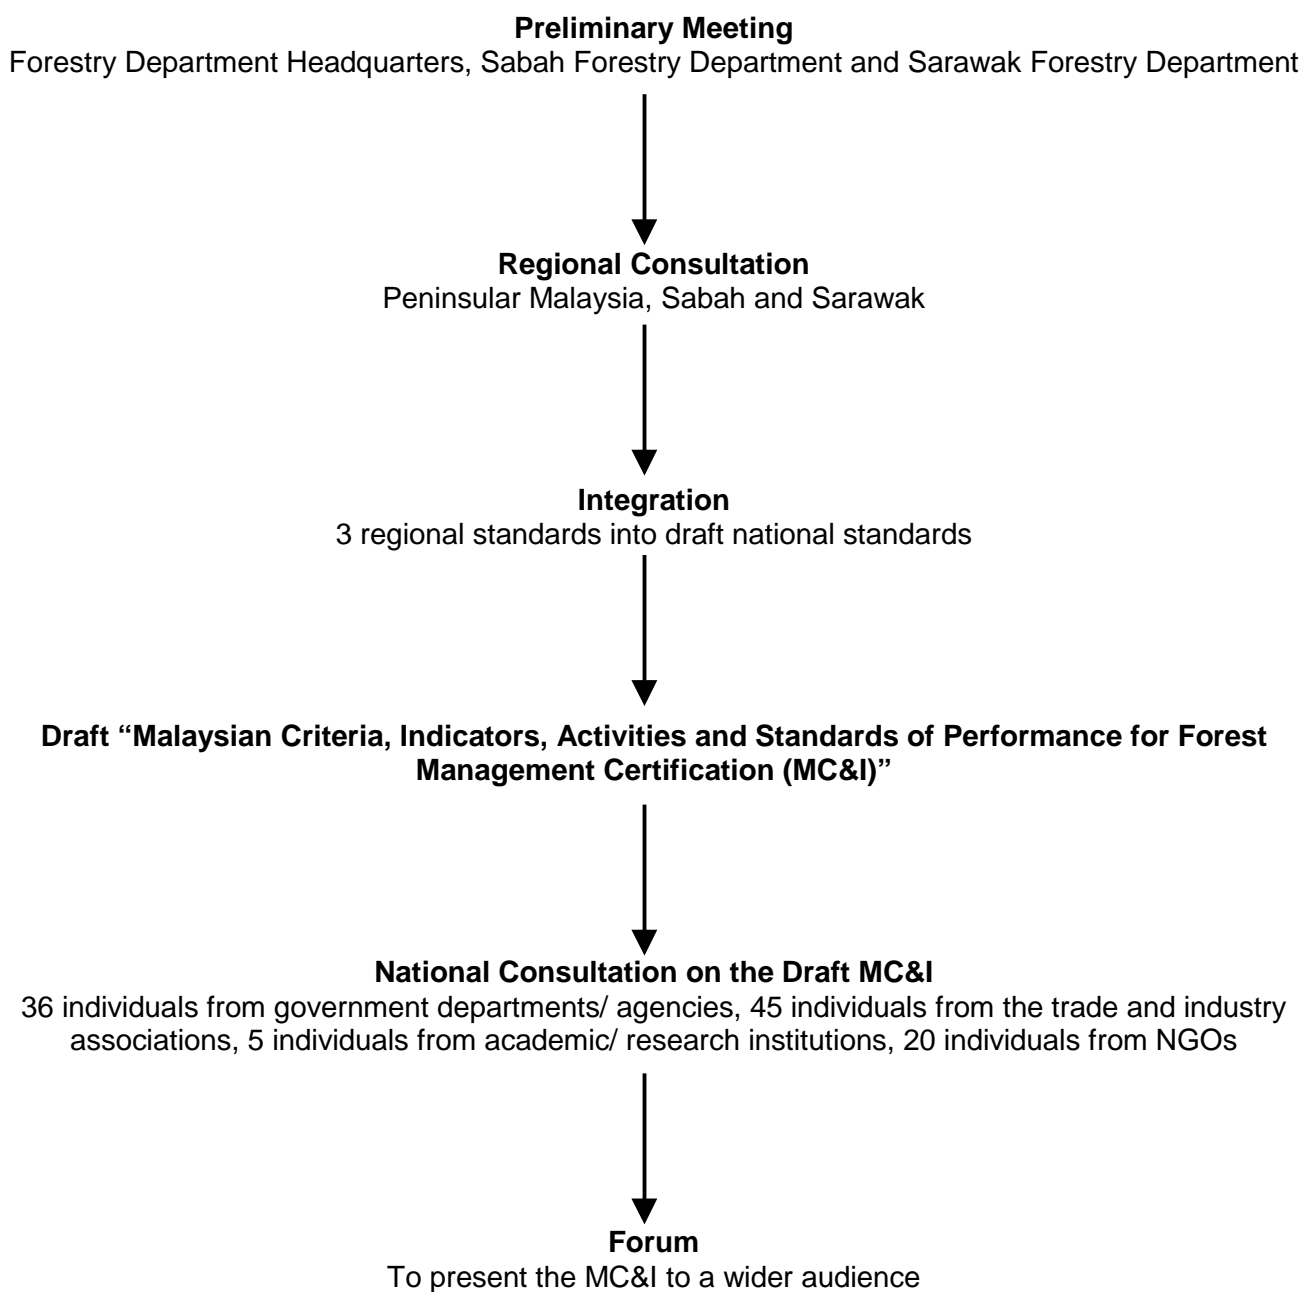 Preliminary Meeting
Forestry Department Headquarters, Sabah Forestry Department and Sarawak Forestry Department
Regional Consultation
Peninsular Malaysia, Sabah and Sarawak
Integration
3 regional standards into draft national standards
Draft “Malaysian Criteria, Indicators, Activities and Standards of Performance for Forest
Management Certification (MC&I)”
National Consultation on the Draft MC&I
36 individuals from government departments/ agencies, 45 individuals from the trade and industry
associations, 5 individuals from academic/ research institutions, 20 individuals from NGOs
Forum
To present the MC&I to a wider audience